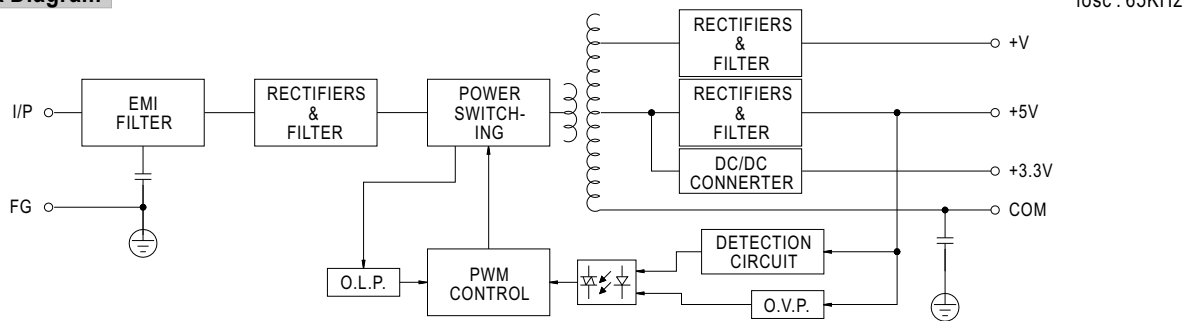 Diagram
fosc : 65KHz
RECTIFIERS
&
FILTER
+V
I/P
EMI
FILTER
RECTIFIERS
&
FILTER
POWER
SWITCH-
ING
RECTIFIERS
&
FILTER
+5V
DC/DC
CONNERTER
+3.3V
FG
COM
DETECTION
CIRCUIT
O.L.P.
PWM
CONTROL
O.V.P.